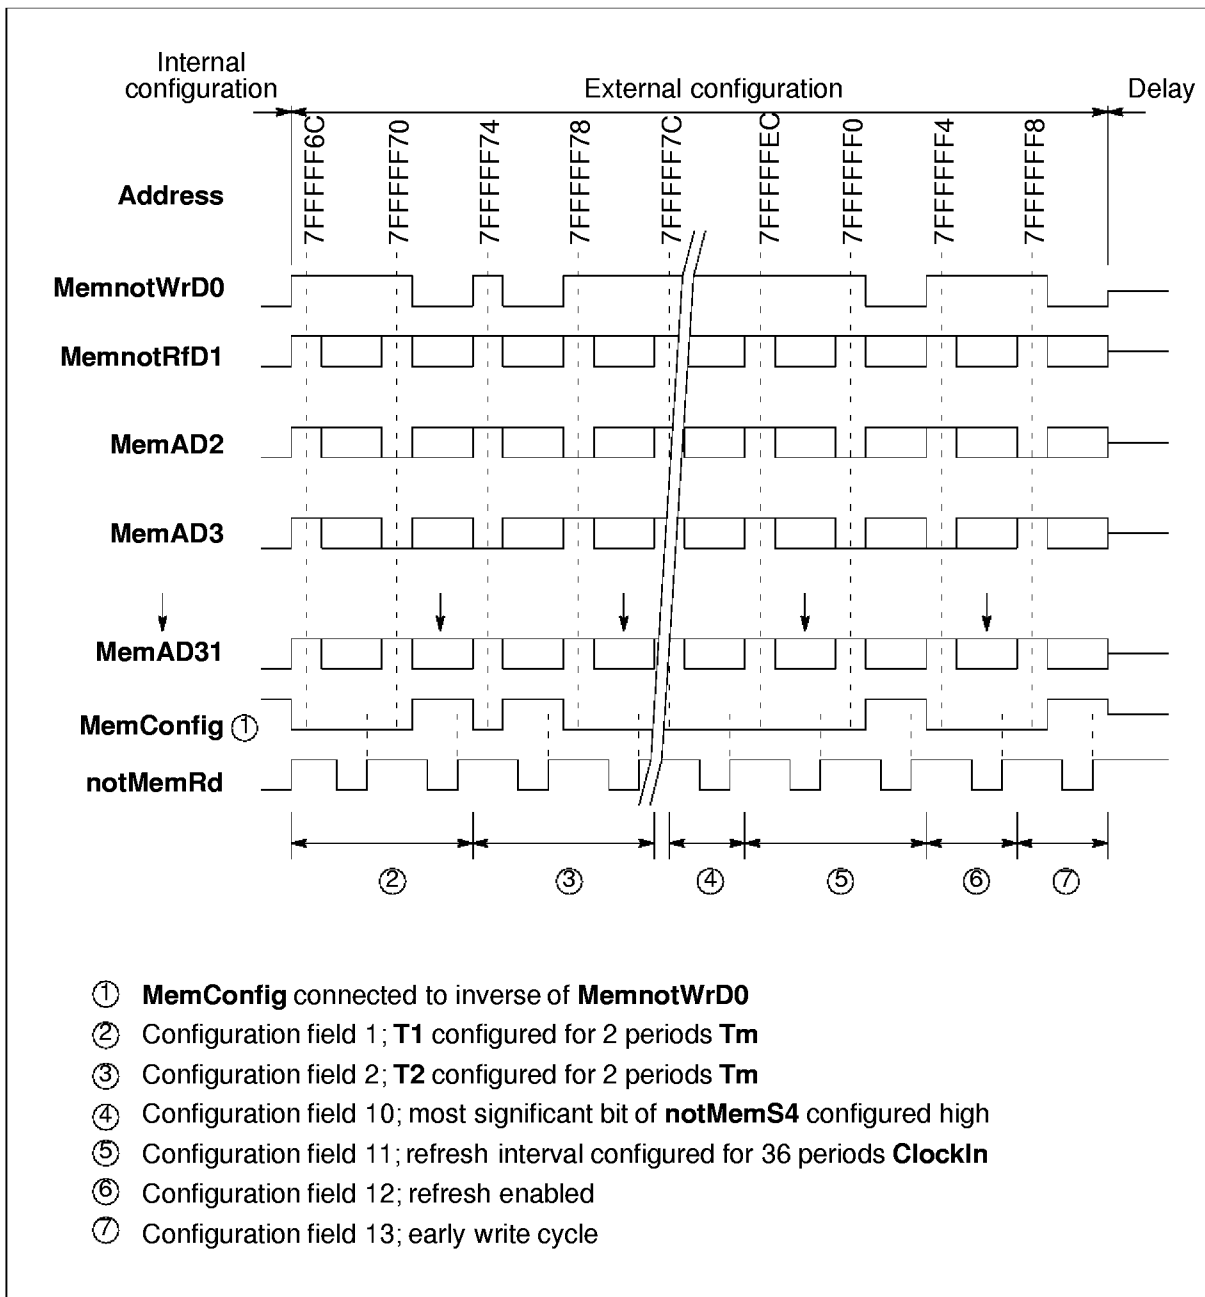 Internal
configuration
External configuration
Delay
Address
7FFFFF6C
7FFFFF70
7FFFFF74
7FFFFF78
7FFFFF7C
7FFFFFEC
7FFFFFF0
7FFFFFF4
7FFFFFF8
MemnotWrD0
MemnotRfD1
MemAD2
MemAD3
MemAD31
MemConfig ①
notMemRd
② ③ ④ ⑤ ⑥ ⑦
① MemConfig connected to inverse of MemnotWrD0
② Configuration field 1; T1 configured for 2 periods Tm
③ Configuration field 2; T2 configured for 2 periods Tm
④ Configuration field 10; most significant bit of notMemS4 configured high
⑤ Configuration field 11; refresh interval configured for 36 periods ClockIn
⑥ Configuration field 12; refresh enabled
⑦ Configuration field 13; early write cycle